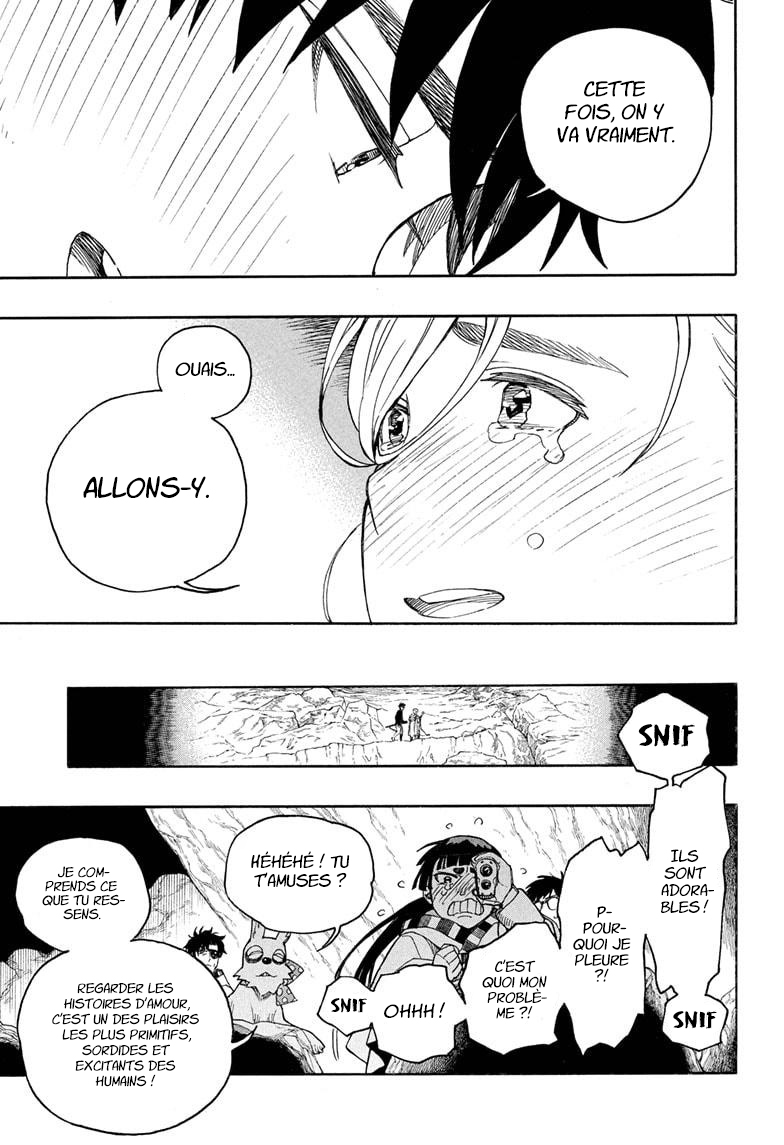 CETTE
FOIS, ON Y
VA VRAIMENT.
OUAIS...
ALLONS-Y.
SNIF
ILS
SONT
ADORA-
BLES !
SNIF
P-
POUR-
QUOI JE
PLEURE
?!
C'EST
QUOI MON
PROBLÈ-
ME ?!
OHHH !
SNIF
HÉHÉHÉ ! TU
T'AMUSES ?
JE COM-
PRENDS CE
QUE TU RES-
SENS.
REGARDER LES
HISTOIRES D'AMOUR,
C'EST UN DES PLAISIRS
LES PLUS PRIMITIFS,
SORDIDES ET
EXCITANTS DES
HUMAINS !